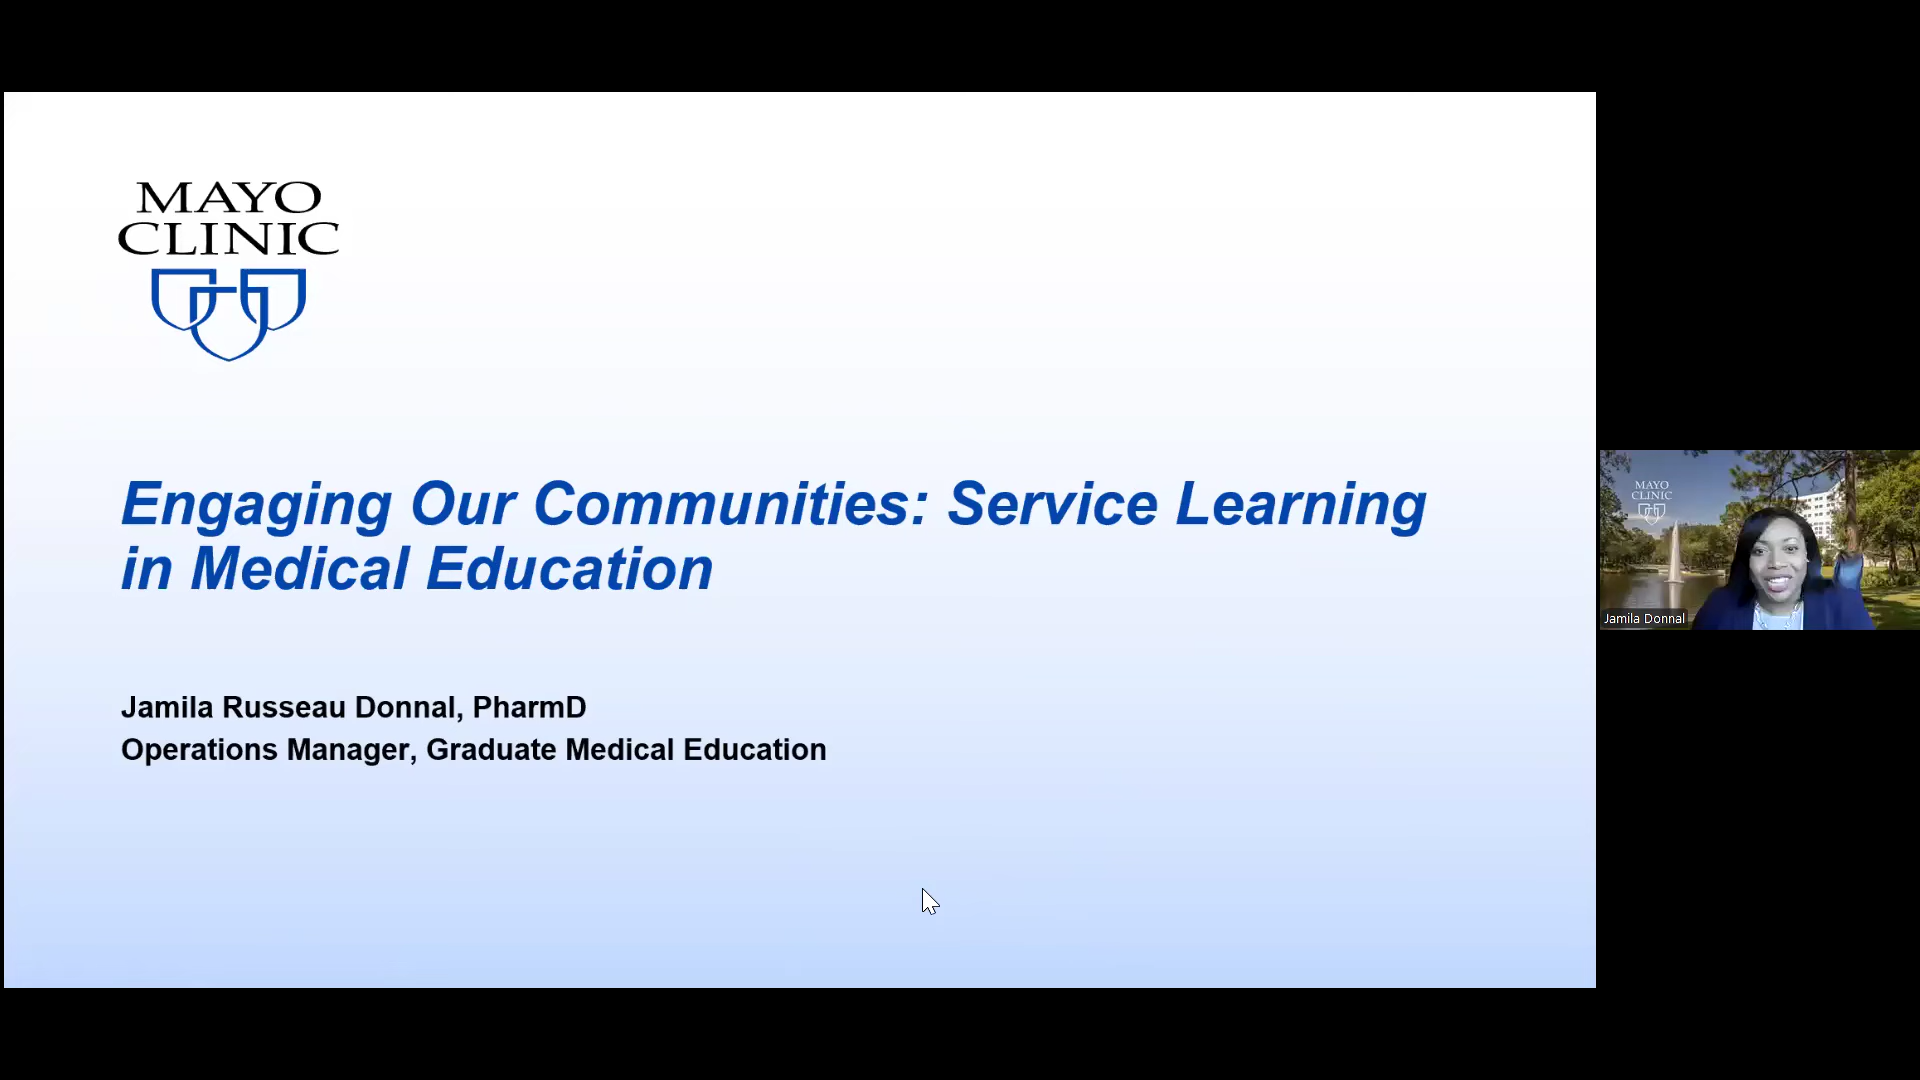 MAYO
CLINIC
Engaging Our Communities: Service Learning
in Medical Education
Jamila Russeau Donnal, PharmD
Operations Manager, Graduate Medical Education
MAYO
CLINIC
Jamila Donnal